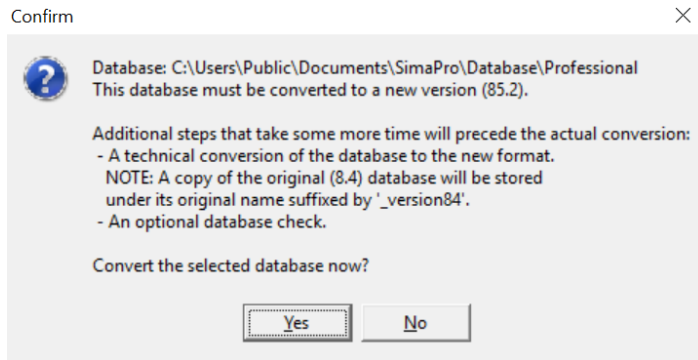 Confirm
Database: C:\Users\Public\Documents\SimaPro\Database\Professional
This database must be converted to a new version (85.2).
Additional steps that take some more time will precede the actual conversion:
- A technical conversion of the database to the new format.
NOTE: A copy of the original (8.4) database will be stored
under its original name suffixed by '_version84'.
- An optional database check.
Convert the selected database now?
Yes
No